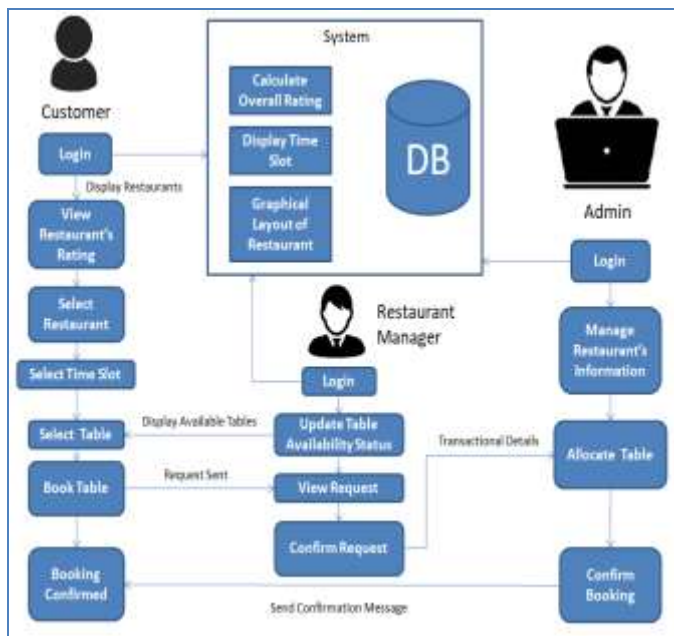 System
Calculate
Overall Rating
Display Time
Slot
Graphical
Layout of
Restaurant
DB
Customer
Login
Display Restaurants
View
Restaurant's
Rating
Select
Restaurant
Select Time Slot
Select Table
Book Table
Booking
Confirmed
Restaurant
Manager
Login
Display Available Tables
Update Table
Availability Status
Request Sent
View Request
Confirm Request
Transactional Details
Admin
Login
Manage
Restaurant's
Information
Allocate Table
Confirm
Booking
Send Confirmation Message